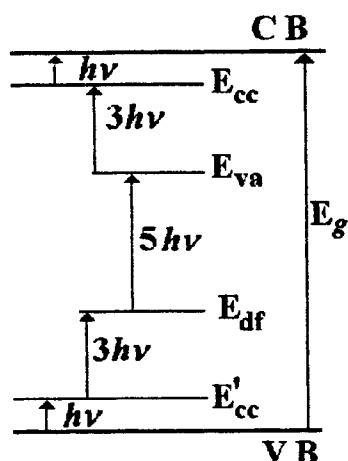 C B
hν
E_cc
3hν
E_va
E_g
5hν
E_df
3hν
E'_cc
hν
V B